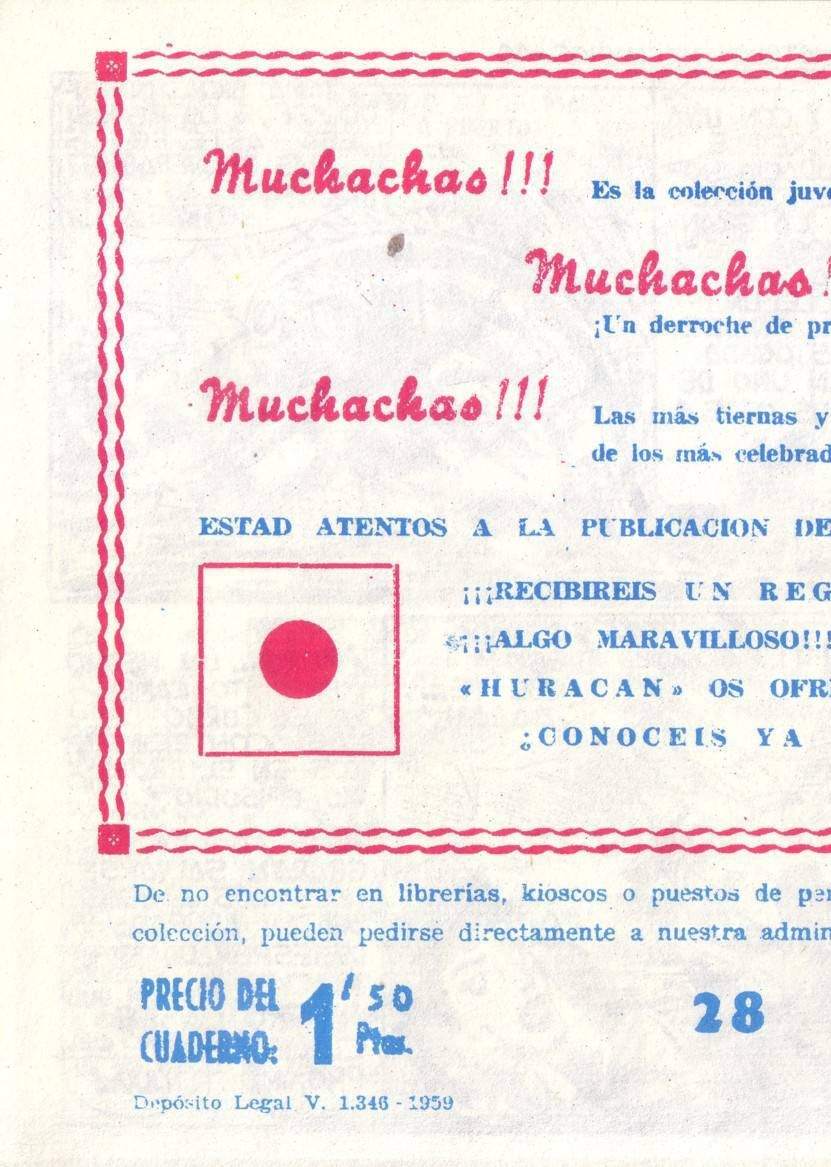 Muchachas!!!
Es la colección juv
Muchachas!
¡Un derroche de pr
Muchachas!!!
Las más tiernas y
de los más celebrad
ESTAD ATENTOS A LA PUBLICACION DE
¡¡¡RECIBIREIS UN REG
¡¡¡ALGO MARAVILLOSO!!!
«HURACAN» OS OFR
¿CONOCEIS YA
De no encontrar en librerías, kioscos o puestos de pe
colección, pueden pedirse directamente a nuestra admin
PRECIO DEL
CUADERNO:
1'50
Ptas.
28
Depósito Legal V. 1.346 - 1959